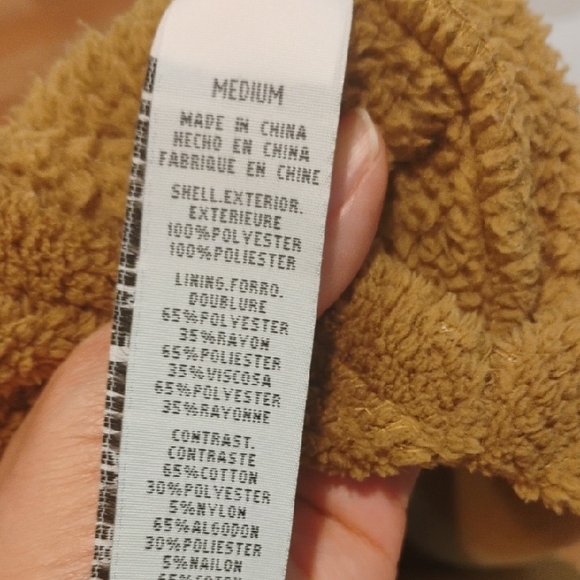 MEDIUM
MADE IN CHINA
HECHO EN CHINA
FABRIQUE EN CHINE
SHELL.EXTERIOR.
EXTERIEURE
100%POLYESTER
100%POLIESTER
LINING.FORRO.
DOUBLURE
65%POLYESTER
35%RAYON
65%POLIESTER
35%VISCOSA
65%POLYESTER
35%RAYONNE
CONTRAST.
CONTRASTE
65%COTTON
30%POLYESTER
5%NYLON
65%ALGODON
30%POLIESTER
5%NAILON
65%COTON